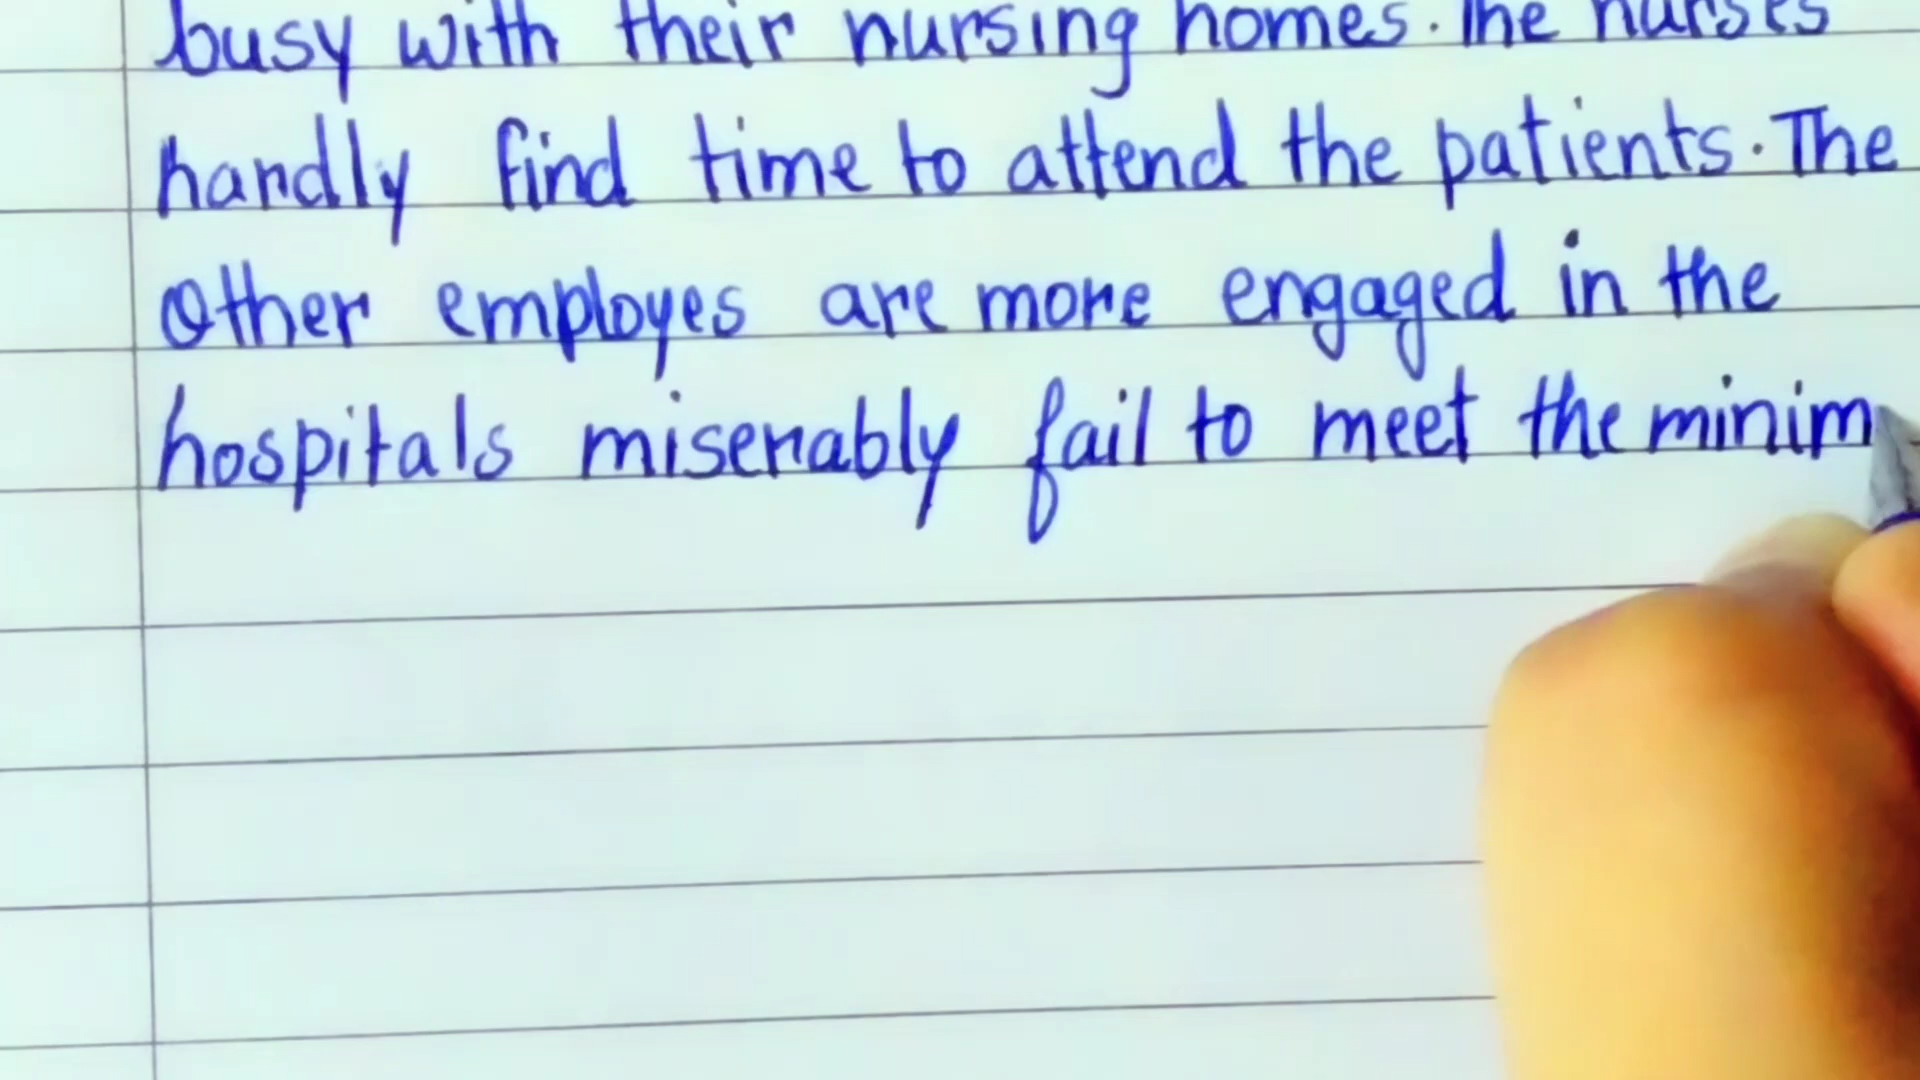 busy with their nursing homes. The nurses
hardly find time to attend the patients. The
Other employes are more engaged in the
hospitals miserably fail to meet the minim